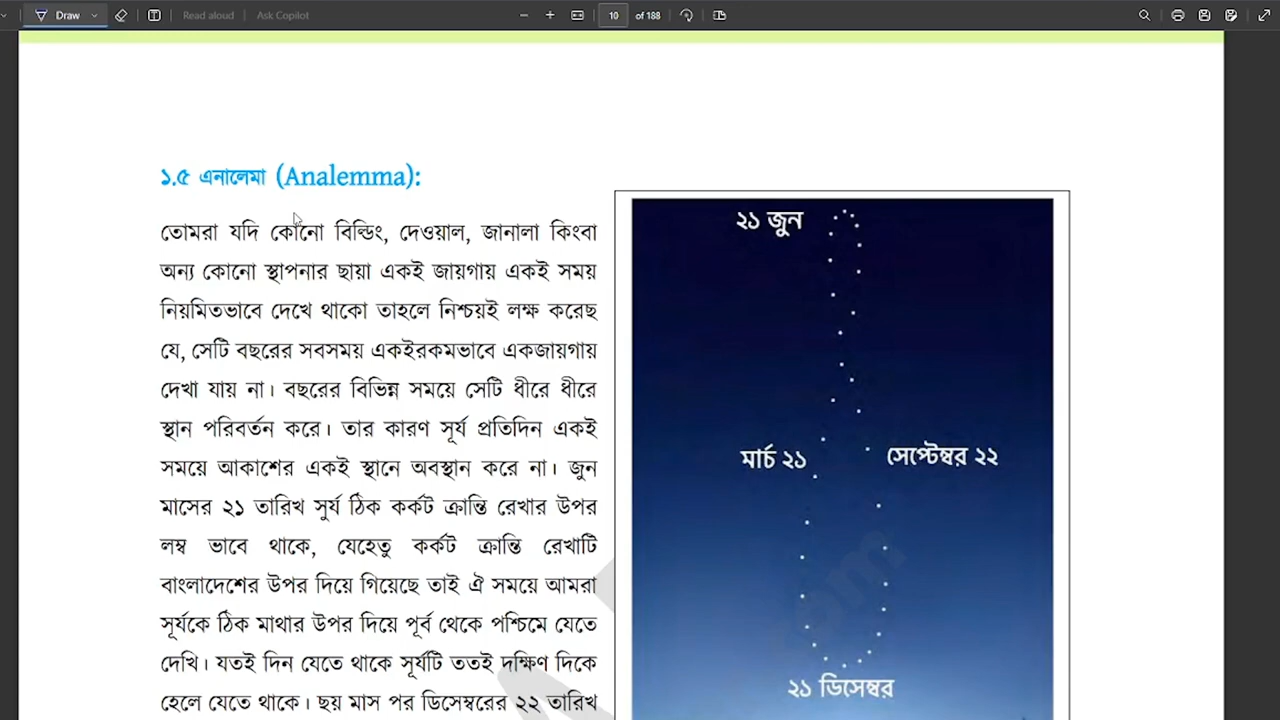 Draw
Read aloud
Ask Copilot
10
of 188
১.৫ এনালেমা (Analemma):
তোমরা যদি কোনো বিল্ডিং, দেওয়াল, জানালা কিংবা
অন্য কোনো স্থাপনার ছায়া একই জায়গায় একই সময়
নিয়মিতভাবে দেখে থাকো তাহলে নিশ্চয়ই লক্ষ করেছ
যে, সেটি বছরের সবসময় একইরকমভাবে একজায়গায়
দেখা যায় না। বছরের বিভিন্ন সময়ে সেটি ধীরে ধীরে
স্থান পরিবর্তন করে। তার কারণ সূর্য প্রতিদিন একই
সময়ে আকাশের একই স্থানে অবস্থান করে না। জুন
মাসের ২১ তারিখ সুর্য ঠিক কর্কট ক্রান্তি রেখার উপর
লম্ব ভাবে থাকে, যেহেতু কর্কট ক্রান্তি রেখাটি
বাংলাদেশের উপর দিয়ে গিয়েছে তাই ঐ সময়ে আমরা
সূর্যকে ঠিক মাথার উপর দিয়ে পূর্ব থেকে পশ্চিমে যেতে
দেখি। যতই দিন যেতে থাকে সূর্যটি ততই দক্ষিণ দিকে
হেলে যেতে থাকে। ছয় মাস পর ডিসেম্বরের ২২ তারিখ
২১ জুন
মার্চ ২১
সেপ্টেম্বর ২২
২১ ডিসেম্বর